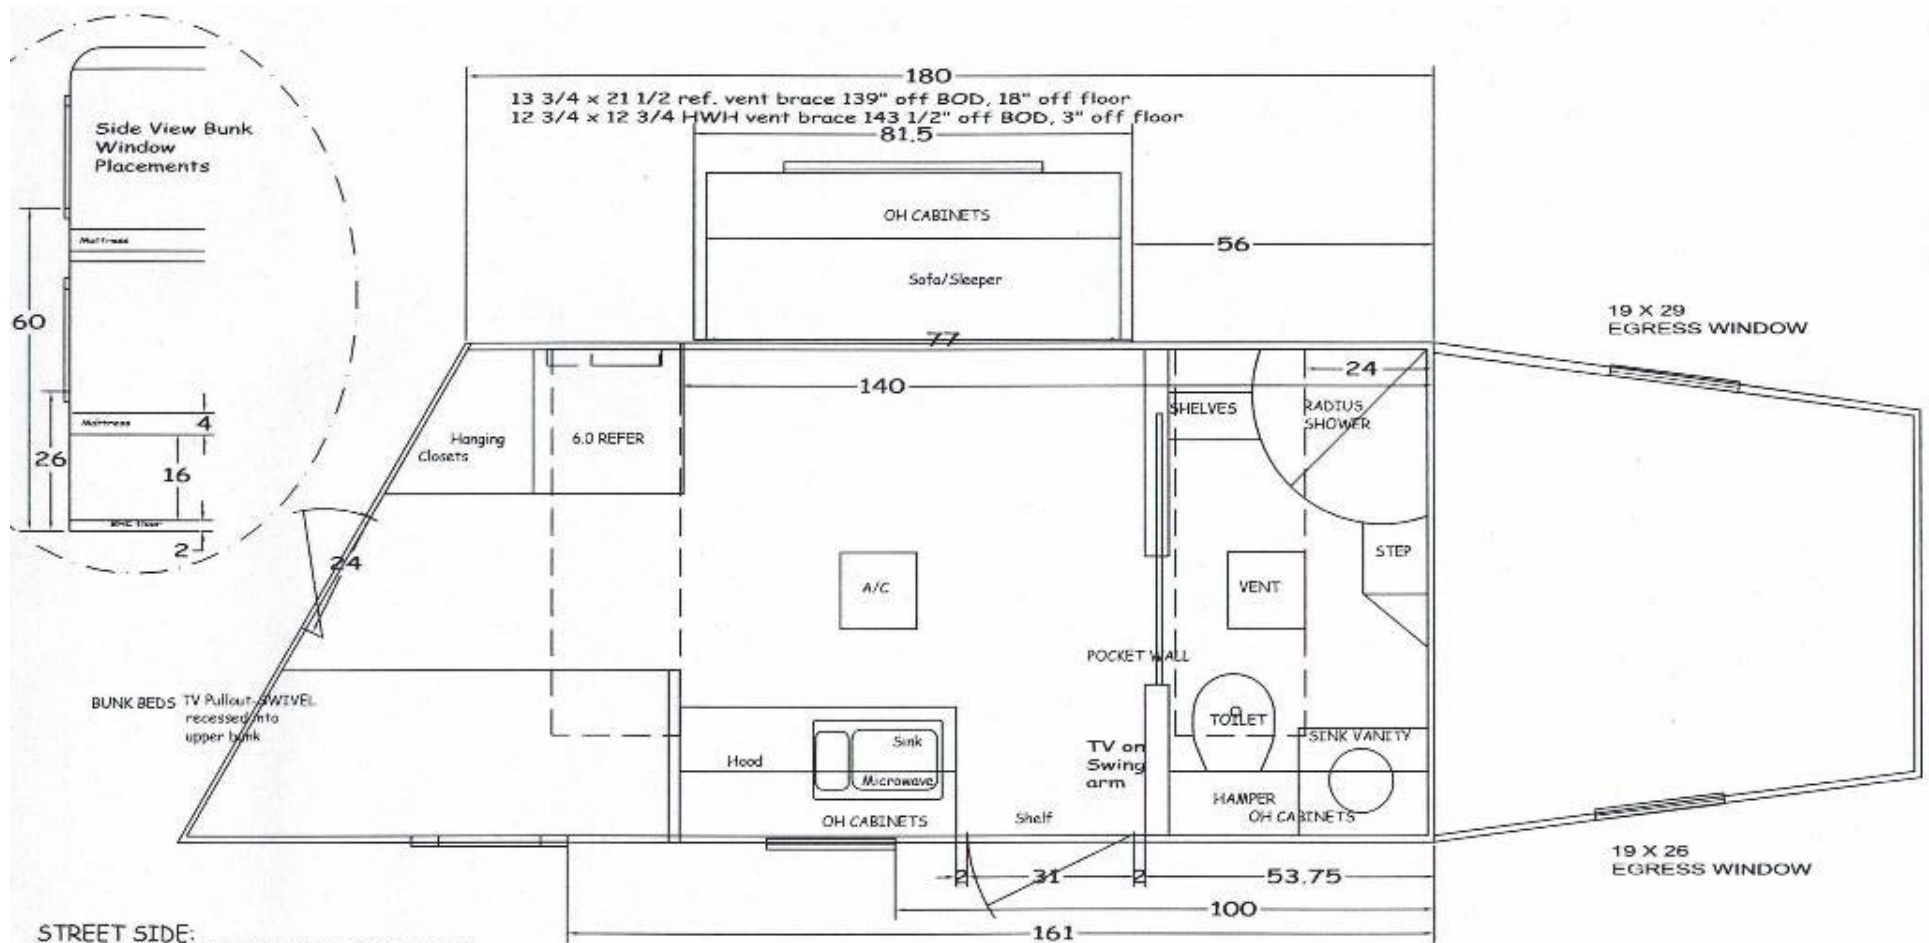 180
13 3/4 x 21 1/2 ref. vent brace 139" off BOD, 18" off floor
12 3/4 x 12 3/4 HWH vent brace 143 1/2" off BOD, 3" off floor
81.5
Side View Bunk
Window
Placements
OH CABINETS
56
Mattress
Sofa/Sleeper
60
19 X 29
EGRESS WINDOW
77
24
140
Mattress
4
SHELVES
RADIUS
SHOWER
Hanging
Closets
6.0 REFER
26
16
2
24
STEP
A/C
VENT
POCKET WALL
BUNK BEDS
TV Pullout-SWIVEL
recessed into
upper bunk
TOILET
SINK VANITY
Sink
Hood
Microwave
TV on
Swing
arm
HAMPER
OH CABINETS
OH CABINETS
Shelf
19 X 26
EGRESS WINDOW
2
31
2
53.75
100
161
STREET SIDE: